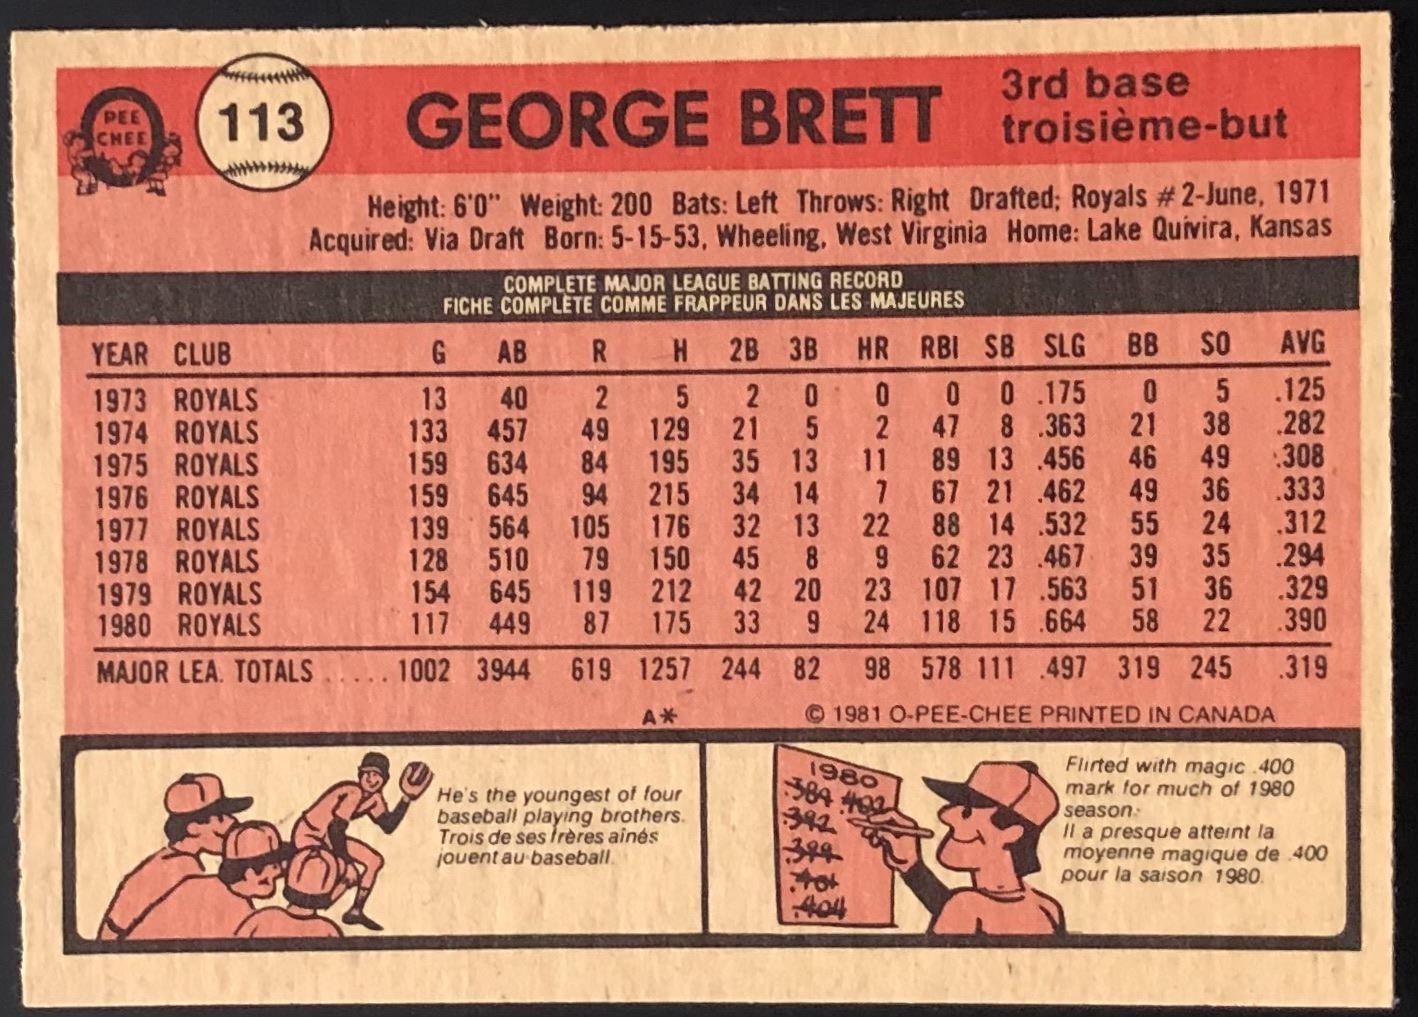 PEE
CHEE
113
GEORGE BRETT
3rd base
troisième-but
Height: 6'0" Weight: 200 Bats: Left Throws: Right Drafted: Royals #2-June, 1971
Acquired: Via Draft Born: 5-15-53, Wheeling, West Virginia Home: Lake Quivira, Kansas
COMPLETE MAJOR LEAGUE BATTING RECORD
FICHE COMPLÈTE COMME FRAPPEUR DANS LES MAJEURES
YEAR CLUB G AB R H 2B 3B HR RBI SB SLG BB SO AVG
1973 ROYALS 13 40 2 5 2 0 0 0 0 .175 0 5 .125
1974 ROYALS 133 457 49 129 21 5 2 47 8 .363 21 38 .282
1975 ROYALS 159 634 84 195 35 13 11 89 13 .456 46 49 .308
1976 ROYALS 159 645 94 215 34 14 7 67 21 .462 49 36 .333
1977 ROYALS 139 564 105 176 32 13 22 88 14 .532 55 24 .312
1978 ROYALS 128 510 79 150 45 8 9 62 23 .467 39 35 .294
1979 ROYALS 154 645 119 212 42 20 23 107 17 .563 51 36 .329
1980 ROYALS 117 449 87 175 33 9 24 118 15 .664 58 22 .390
MAJOR LEA. TOTALS ..... 1002 3944 619 1257 244 82 98 578 111 .497 319 245 .319
A* © 1981 O-PEE-CHEE PRINTED IN CANADA
He's the youngest of four
baseball playing brothers.
Trois de ses frères aînés
jouent au baseball.
1980
.389 .402
.392
.399
.401
.404
Flirted with magic .400
mark for much of 1980
season.
Il a presque atteint la
moyenne magique de .400
pour la saison 1980.